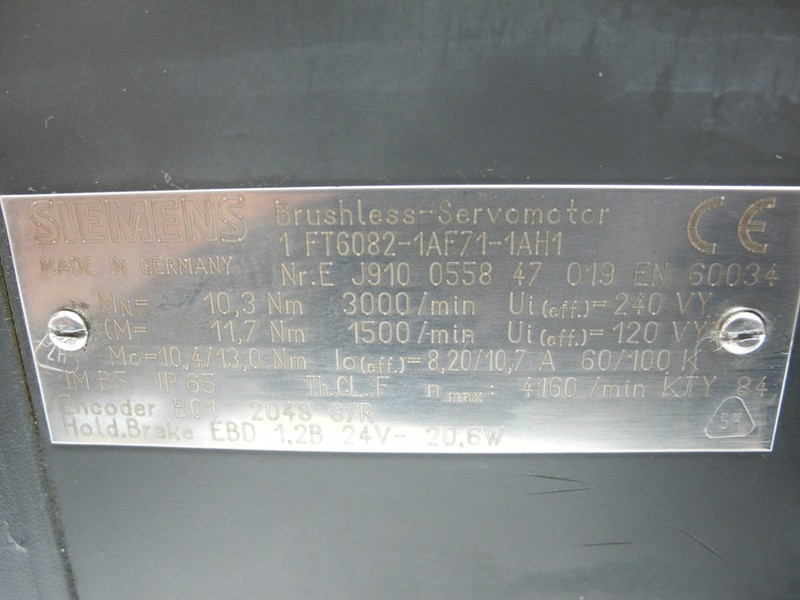 SIEMENS Brushless-Servomotor CE
1 FT6082-1AF71-1AH1
MADE IN GERMANY Nr.E J910 0558 47 019 EN 60034
MN= 10,3 Nm 3000/min Ui(eff)=240 VY
(M= 11,7 Nm 1500/min Ui(eff)=120 VY
Mo=10,4/13,0 Nm Io(eff)=8,20/10,7 A 60/100 K
IM B5 IP 65 Th.CL.F nmax: 4160/min KTY 84
Encoder B01 2048 S/R
Hold.Brake EBD 1,2B 24V- 20,6W